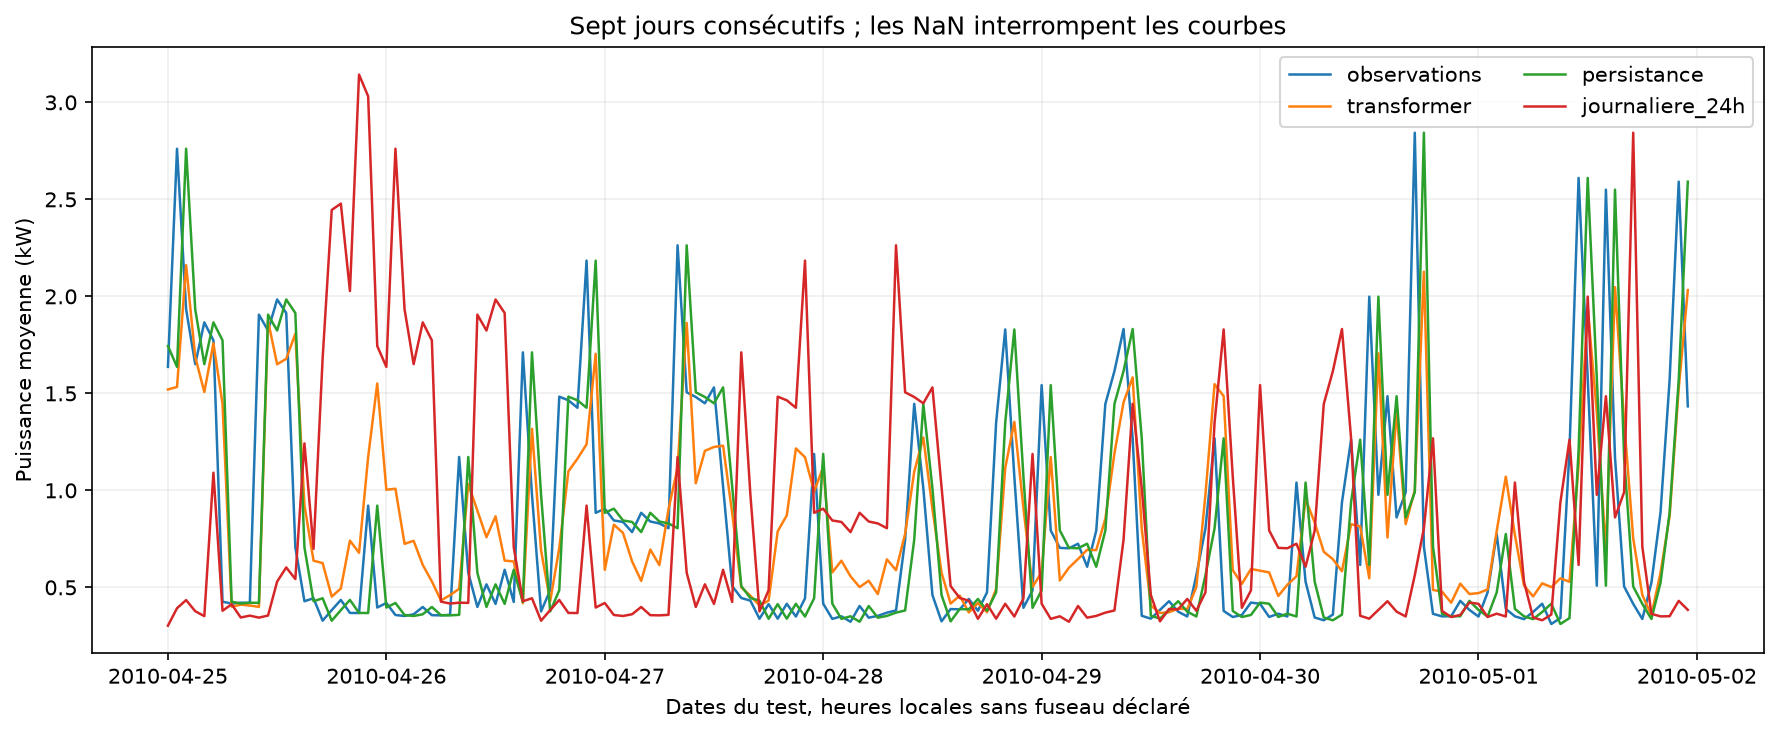 Sept jours consécutifs ; les NaN interrompent les courbes
observations
transformer
persistance
journaliere_24h
Puissance moyenne (kW)
3.0
2.5
2.0
1.5
1.0
0.5
2010-04-25
2010-04-26
2010-04-27
2010-04-28
2010-04-29
2010-04-30
2010-05-01
2010-05-02
Dates du test, heures locales sans fuseau déclaré